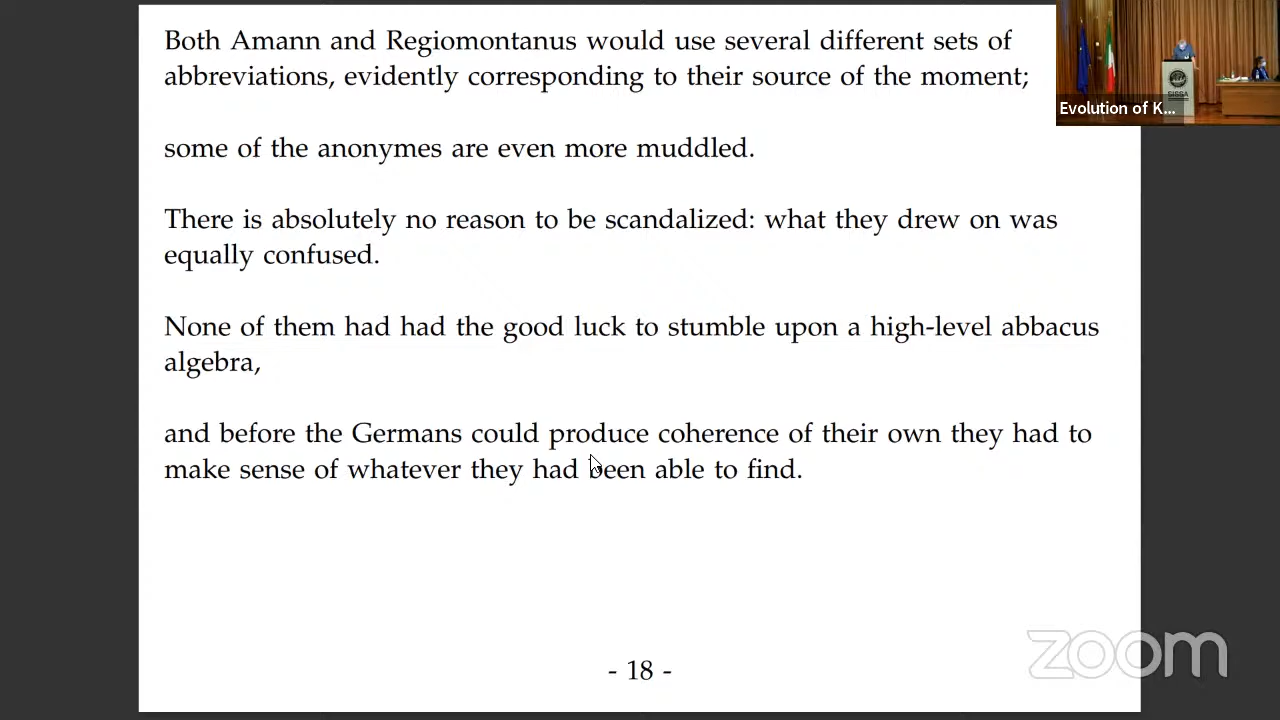 Both Amann and Regiomontanus would use several different sets of
abbreviations, evidently corresponding to their source of the moment;
some of the anonymes are even more muddled.
There is absolutely no reason to be scandalized: what they drew on was
equally confused.
None of them had had the good luck to stumble upon a high-level abbacus
algebra,
and before the Germans could produce coherence of their own they had to
make sense of whatever they had been able to find.
- 18 -
Evolution of K...
SISSA
zoom